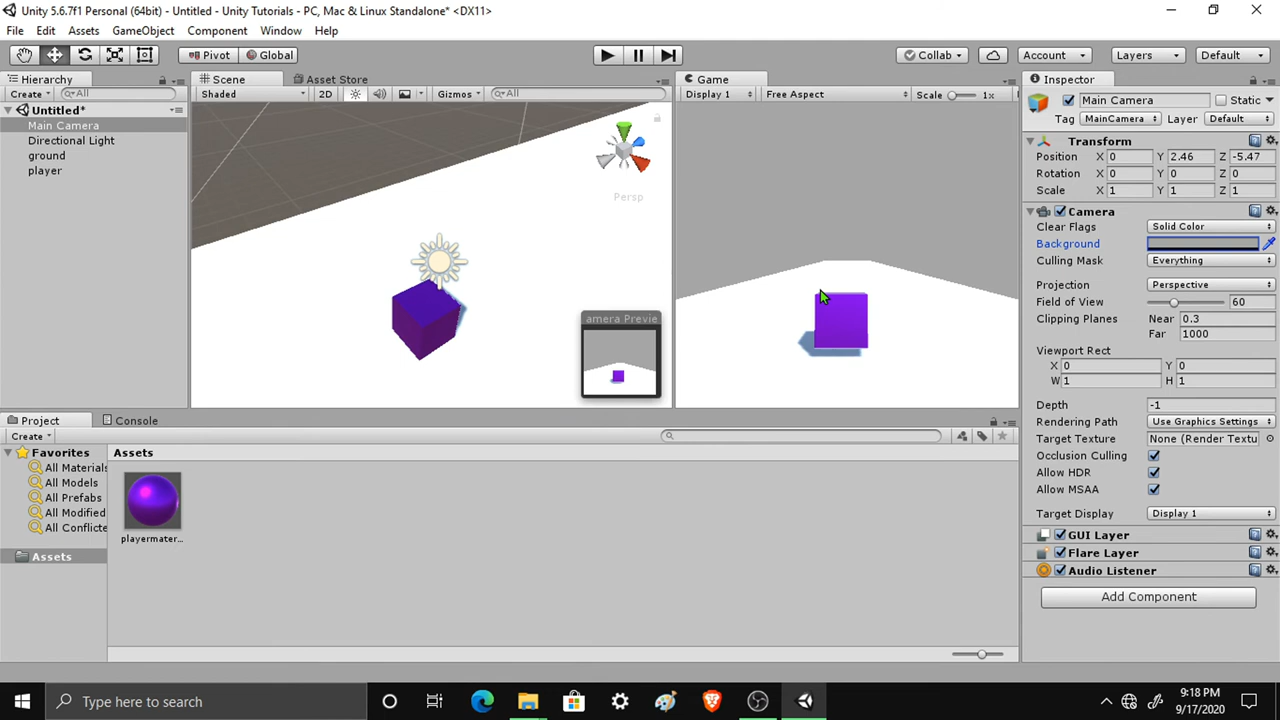 Unity 5.6.7f1 Personal (64bit) - Untitled - Unity Tutorials - PC, Mac & Linux Standalone* <DX11>
File Edit Assets GameObject Component Window Help
Pivot Global Collab Account Layers Default
Hierarchy
Create All
Untitled*
Main Camera
Directional Light
ground
player
Scene Asset Store
Shaded 2D Gizmos All
Persp
amera Previe
Game
Display 1 Free Aspect Scale 1x
Inspector
Main Camera Static
Tag MainCamera Layer Default
Transform
Position X 0 Y 2.46 Z -5.47
Rotation X 0 Y 0 Z 0
Scale X 1 Y 1 Z 1
Camera
Clear Flags Solid Color
Background
Culling Mask Everything
Projection Perspective
Field of View 60
Clipping Planes Near 0.3
Far 1000
Viewport Rect
X 0 Y 0
W 1 H 1
Depth -1
Rendering Path Use Graphics Settings
Target Texture None (Render Textu
Occlusion Culling
Allow HDR
Allow MSAA
Target Display Display 1
GUI Layer
Flare Layer
Audio Listener
Add Component
Project Console
Create
Favorites
All Materials
All Models
All Prefabs
All Modified
All Conflicte
Assets
Assets
playermater...
Type here to search
9:18 PM
9/17/2020